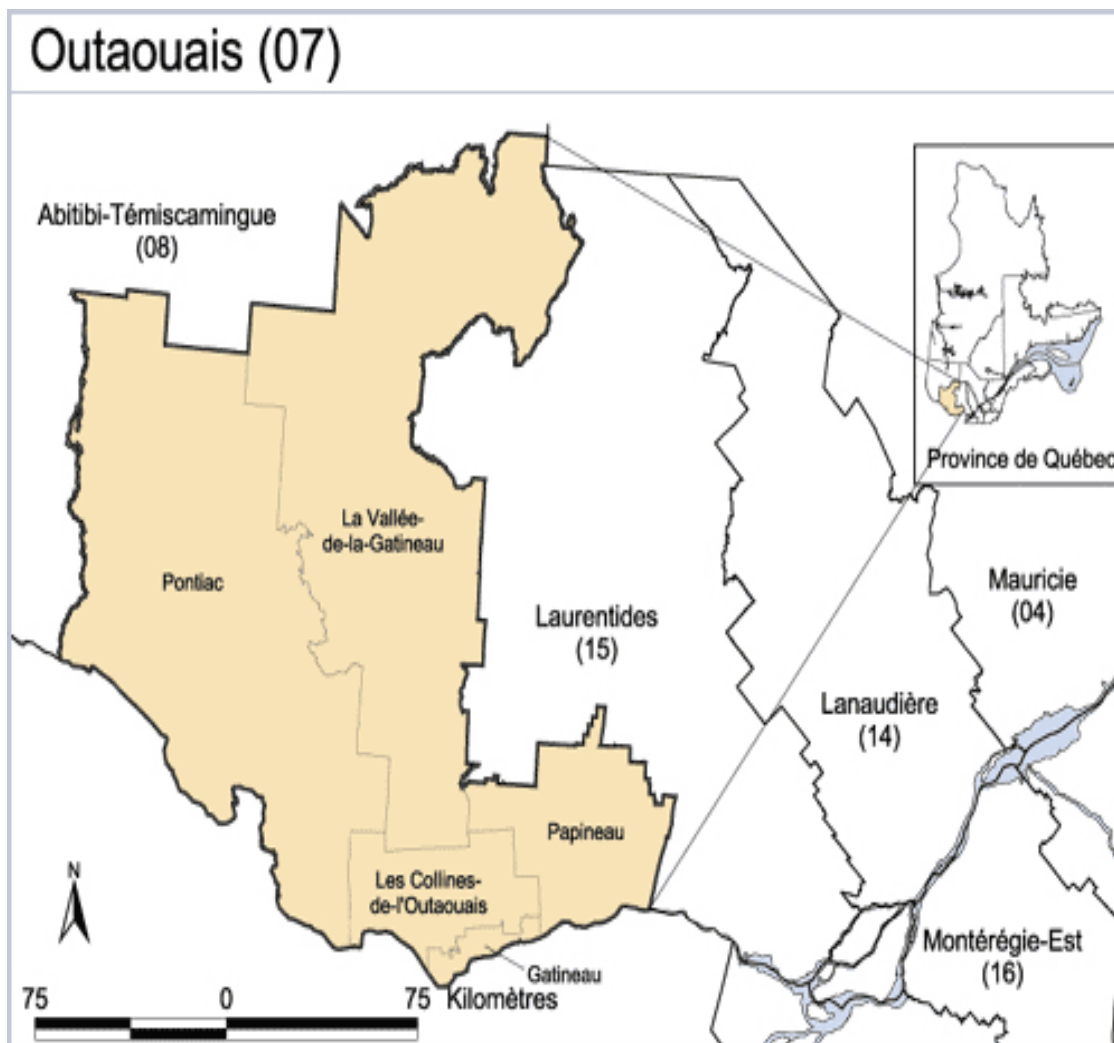 Outaouais (07)
Abitibi-Témiscamingue
(08)
Province de Québec
La Vallée-
de-la-Gatineau
Pontiac
Laurentides
(15)
Mauricie
(04)
Lanaudière
(14)
Papineau
Les Collines-
de-l'Outaouais
N
Montérégie-Est
(16)
Gatineau
75 0 75 Kilomètres